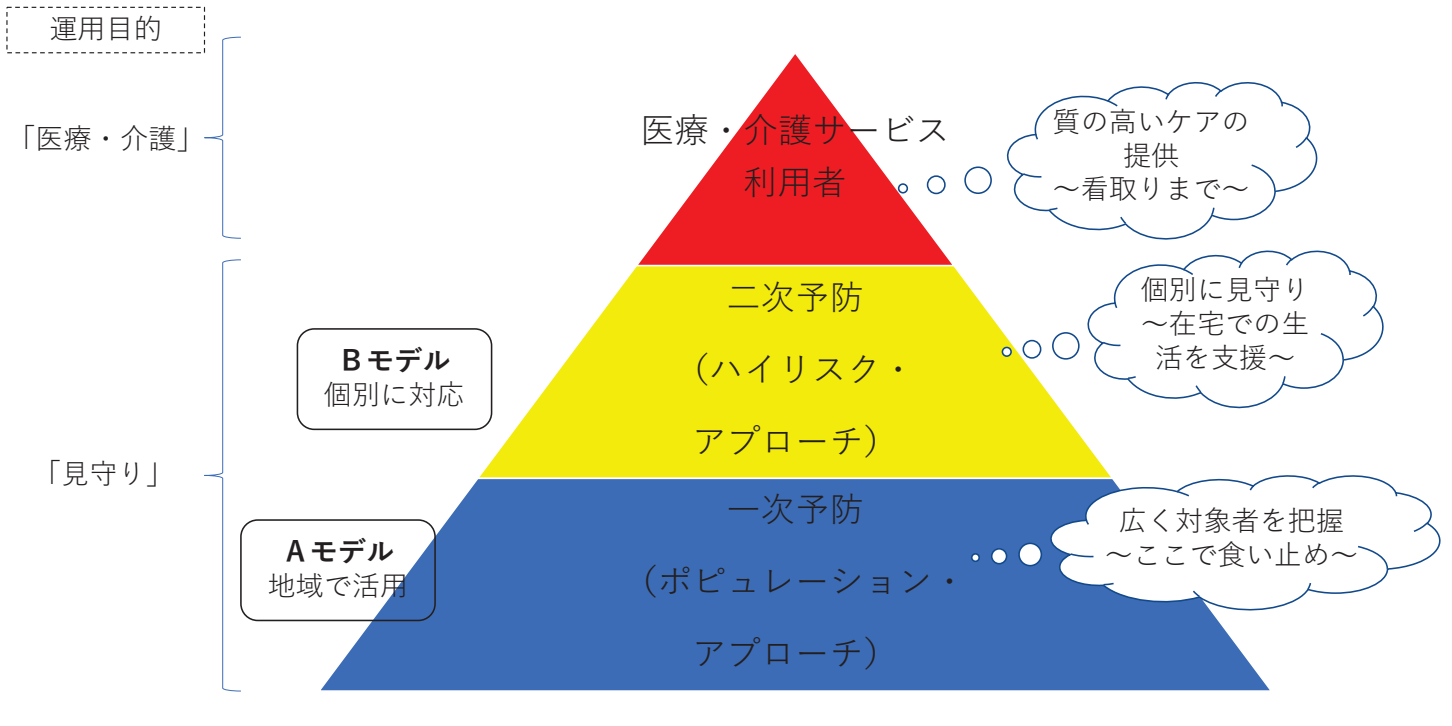 運用目的
「医療・介護」
医療・介護サービス
利用者
質の高いケアの
提供
～看取りまで～
「見守り」
Bモデル
個別に対応
二次予防
（ハイリスク・
アプローチ）
個別に見守り
～在宅での生
活を支援～
Aモデル
地域で活用
一次予防
（ポピュレーション・
アプローチ）
広く対象者を把握
～ここで食い止め～